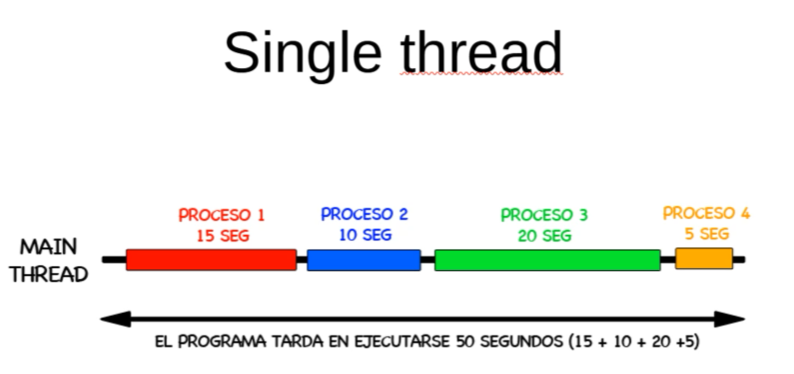 Single thread
PROCESO 1
15 SEG
PROCESO 2
10 SEG
PROCESO 3
20 SEG
PROCESO 4
5 SEG
MAIN
THREAD
EL PROGRAMA TARDA EN EJECUTARSE 50 SEGUNDOS (15 + 10 + 20 +5)